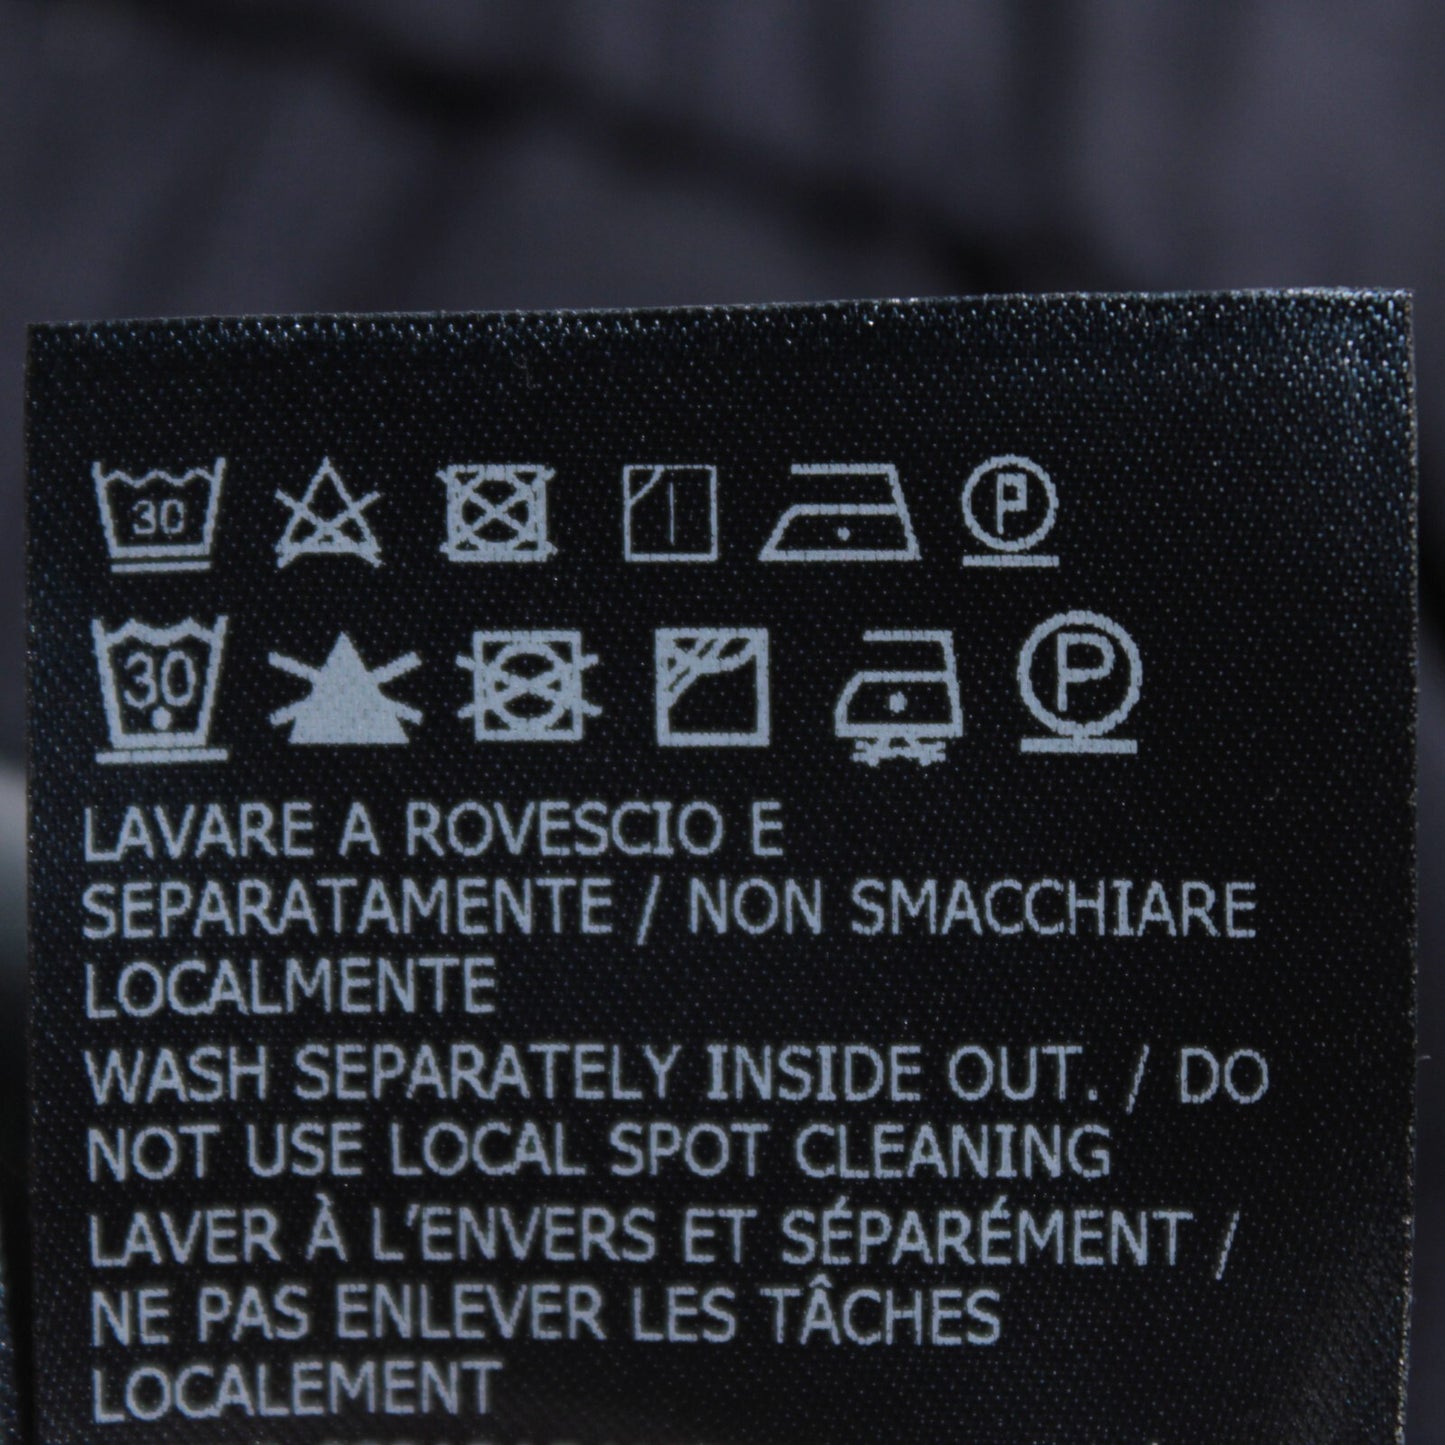 30 P
30 P
LAVARE A ROVESCIO E
SEPARATAMENTE / NON SMACCHIARE
LOCALMENTE
WASH SEPARATELY INSIDE OUT. / DO
NOT USE LOCAL SPOT CLEANING
LAVER À L’ENVERS ET SÉPARÉMENT /
NE PAS ENLEVER LES TÂCHES
LOCALEMENT